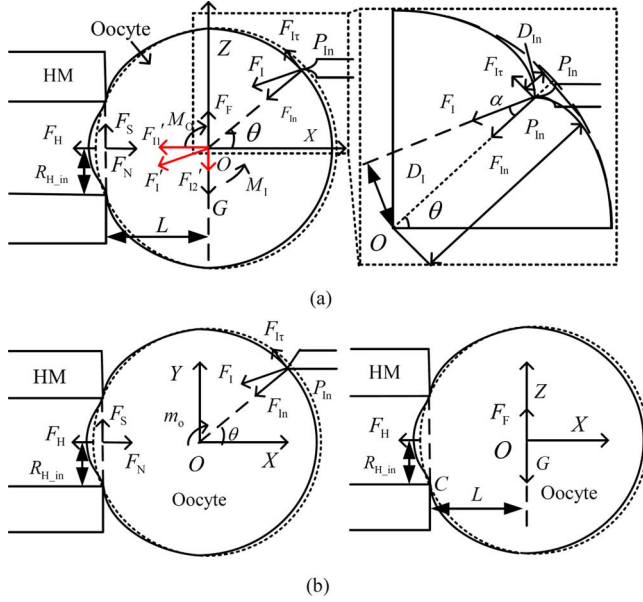 Oocyte
HM
Z
F_Iτ
P_In
F_I
F_In
F_F
M_O
θ
X
F_H
F_S
F_N
R_H_in
F_I1'
F_I'
F_I2'
O
G
M_I
L
D_In
F_Iτ
P_In
α
F_I
P_In
F_In
D_I
θ
O
(a)
HM
F_Iτ
Y
F_I
P_In
F_In
F_S
m_o
θ
F_H
F_N
O
X
R_H_in
Oocyte
HM
Z
F_F
X
F_H
O
G
R_H_in
C
L
Oocyte
(b)